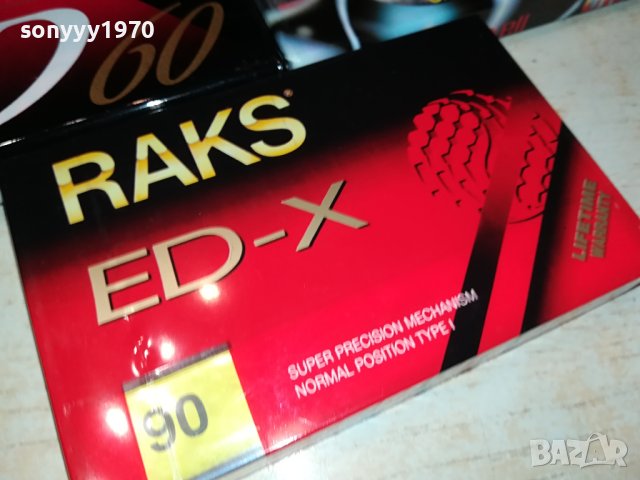 sonyyy1970
60
RAKS
ED-X
SUPER PRECISION MECHANISM
NORMAL POSITION TYPE I
90
LIFETIME
WARRANTY
BAZAR